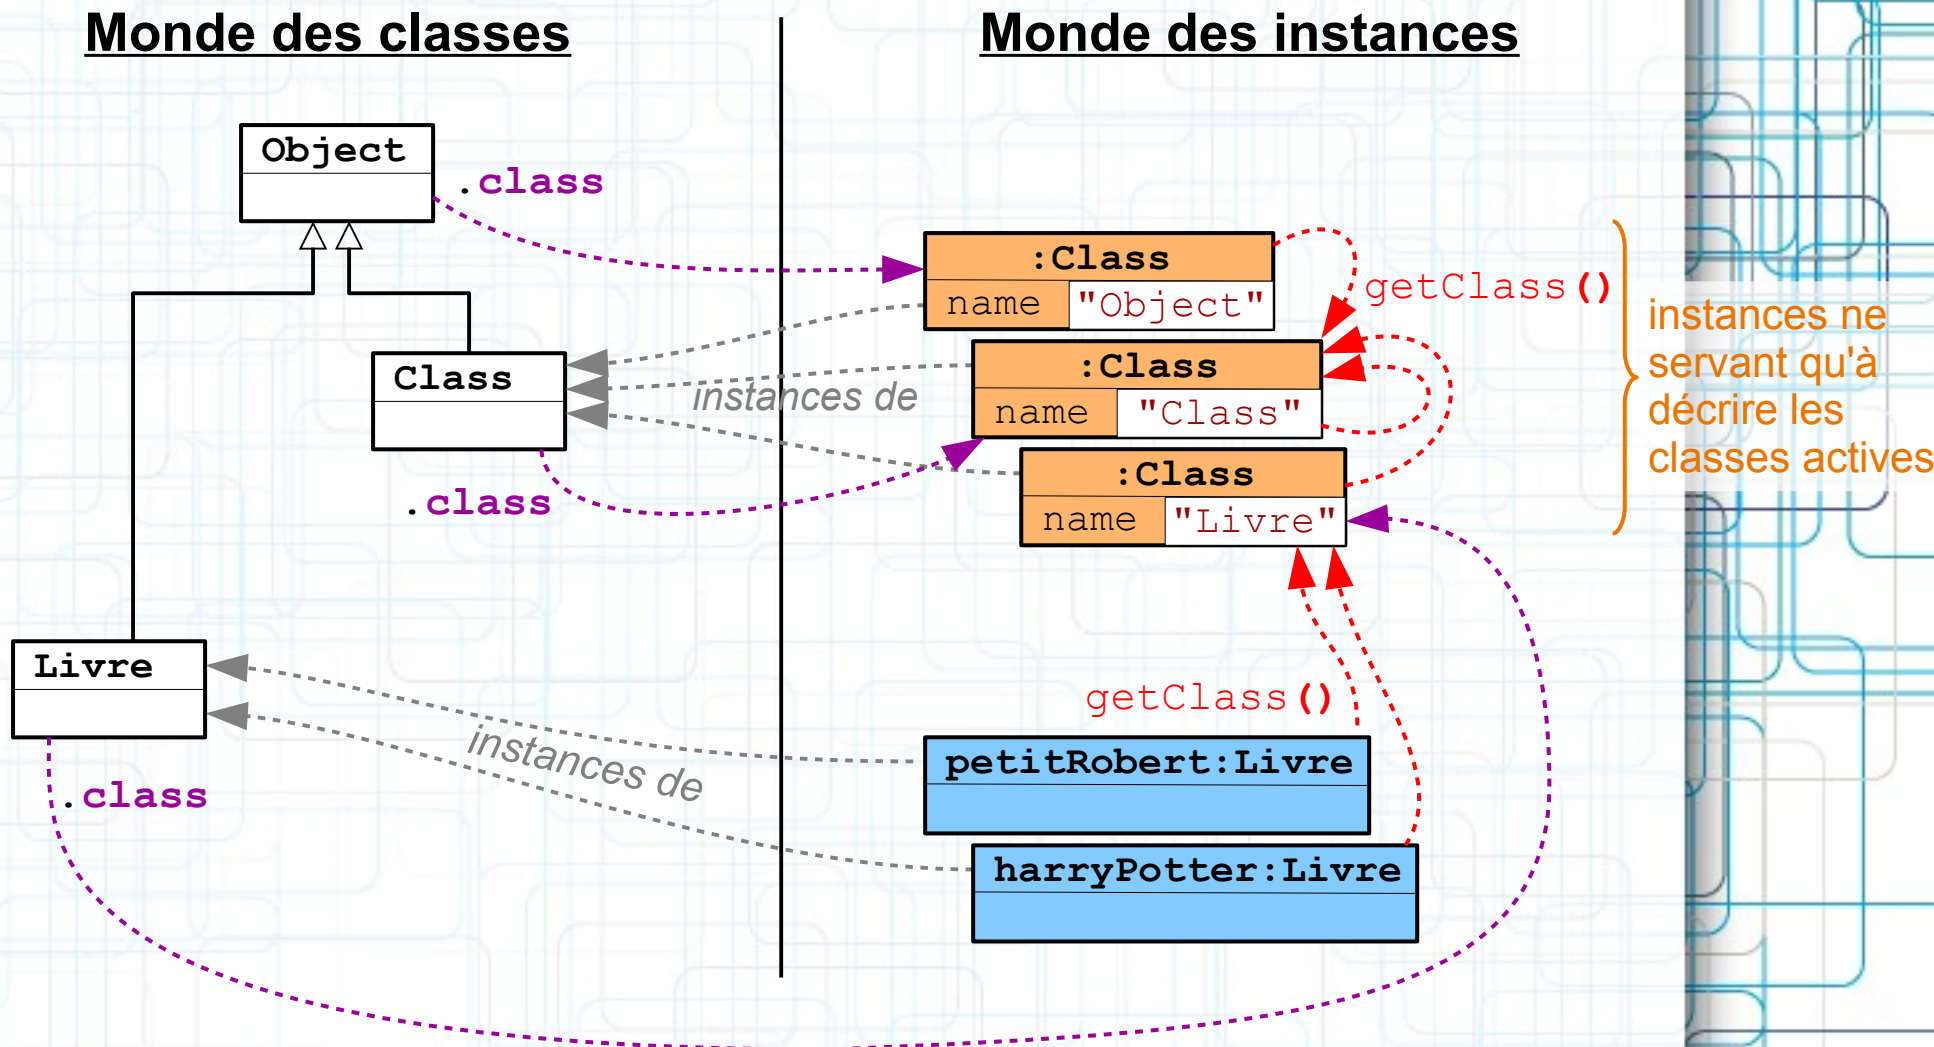 Monde des classes
Monde des instances
Object
.class
:Class
name "Object"
getClass()
instances ne
servant qu'à
décrire les
classes actives
Class
instances de
:Class
name "Class"
.class
:Class
name "Livre"
Livre
getClass()
instances de
petitRobert:Livre
.class
harryPotter:Livre